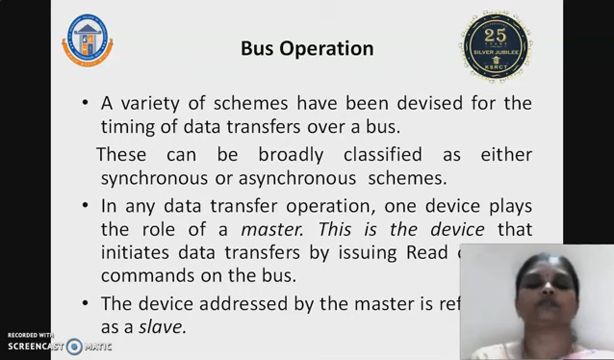 25
SILVER JUBILEE
KSRCT
Bus Operation
• A variety of schemes have been devised for the
timing of data transfers over a bus.
These can be broadly classified as either
synchronous or asynchronous schemes.
• In any data transfer operation, one device plays
the role of a master. This is the device that
initiates data transfers by issuing Read
commands on the bus.
• The device addressed by the master is
as a slave.
RECORDED WITH
SCREENCAST MATIC